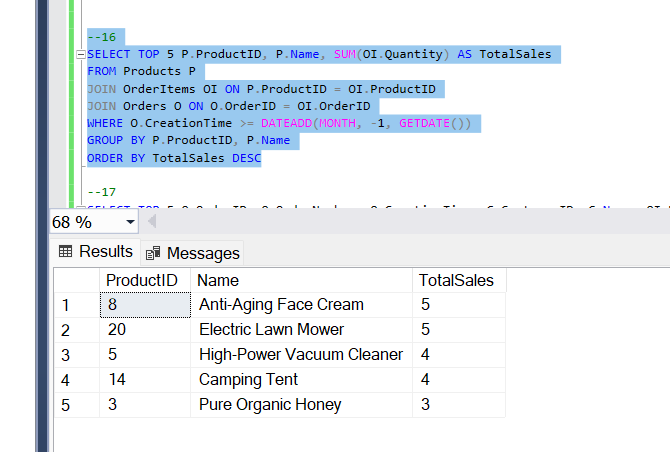 --16
SELECT TOP 5 P.ProductID, P.Name, SUM(OI.Quantity) AS TotalSales
FROM Products P
JOIN OrderItems OI ON P.ProductID = OI.ProductID
JOIN Orders O ON O.OrderID = OI.OrderID
WHERE O.CreationTime >= DATEADD(MONTH, -1, GETDATE())
GROUP BY P.ProductID, P.Name
ORDER BY TotalSales DESC
--17
68 %
Results Messages
ProductID Name TotalSales
1 8 Anti-Aging Face Cream 5
2 20 Electric Lawn Mower 5
3 5 High-Power Vacuum Cleaner 4
4 14 Camping Tent 4
5 3 Pure Organic Honey 3